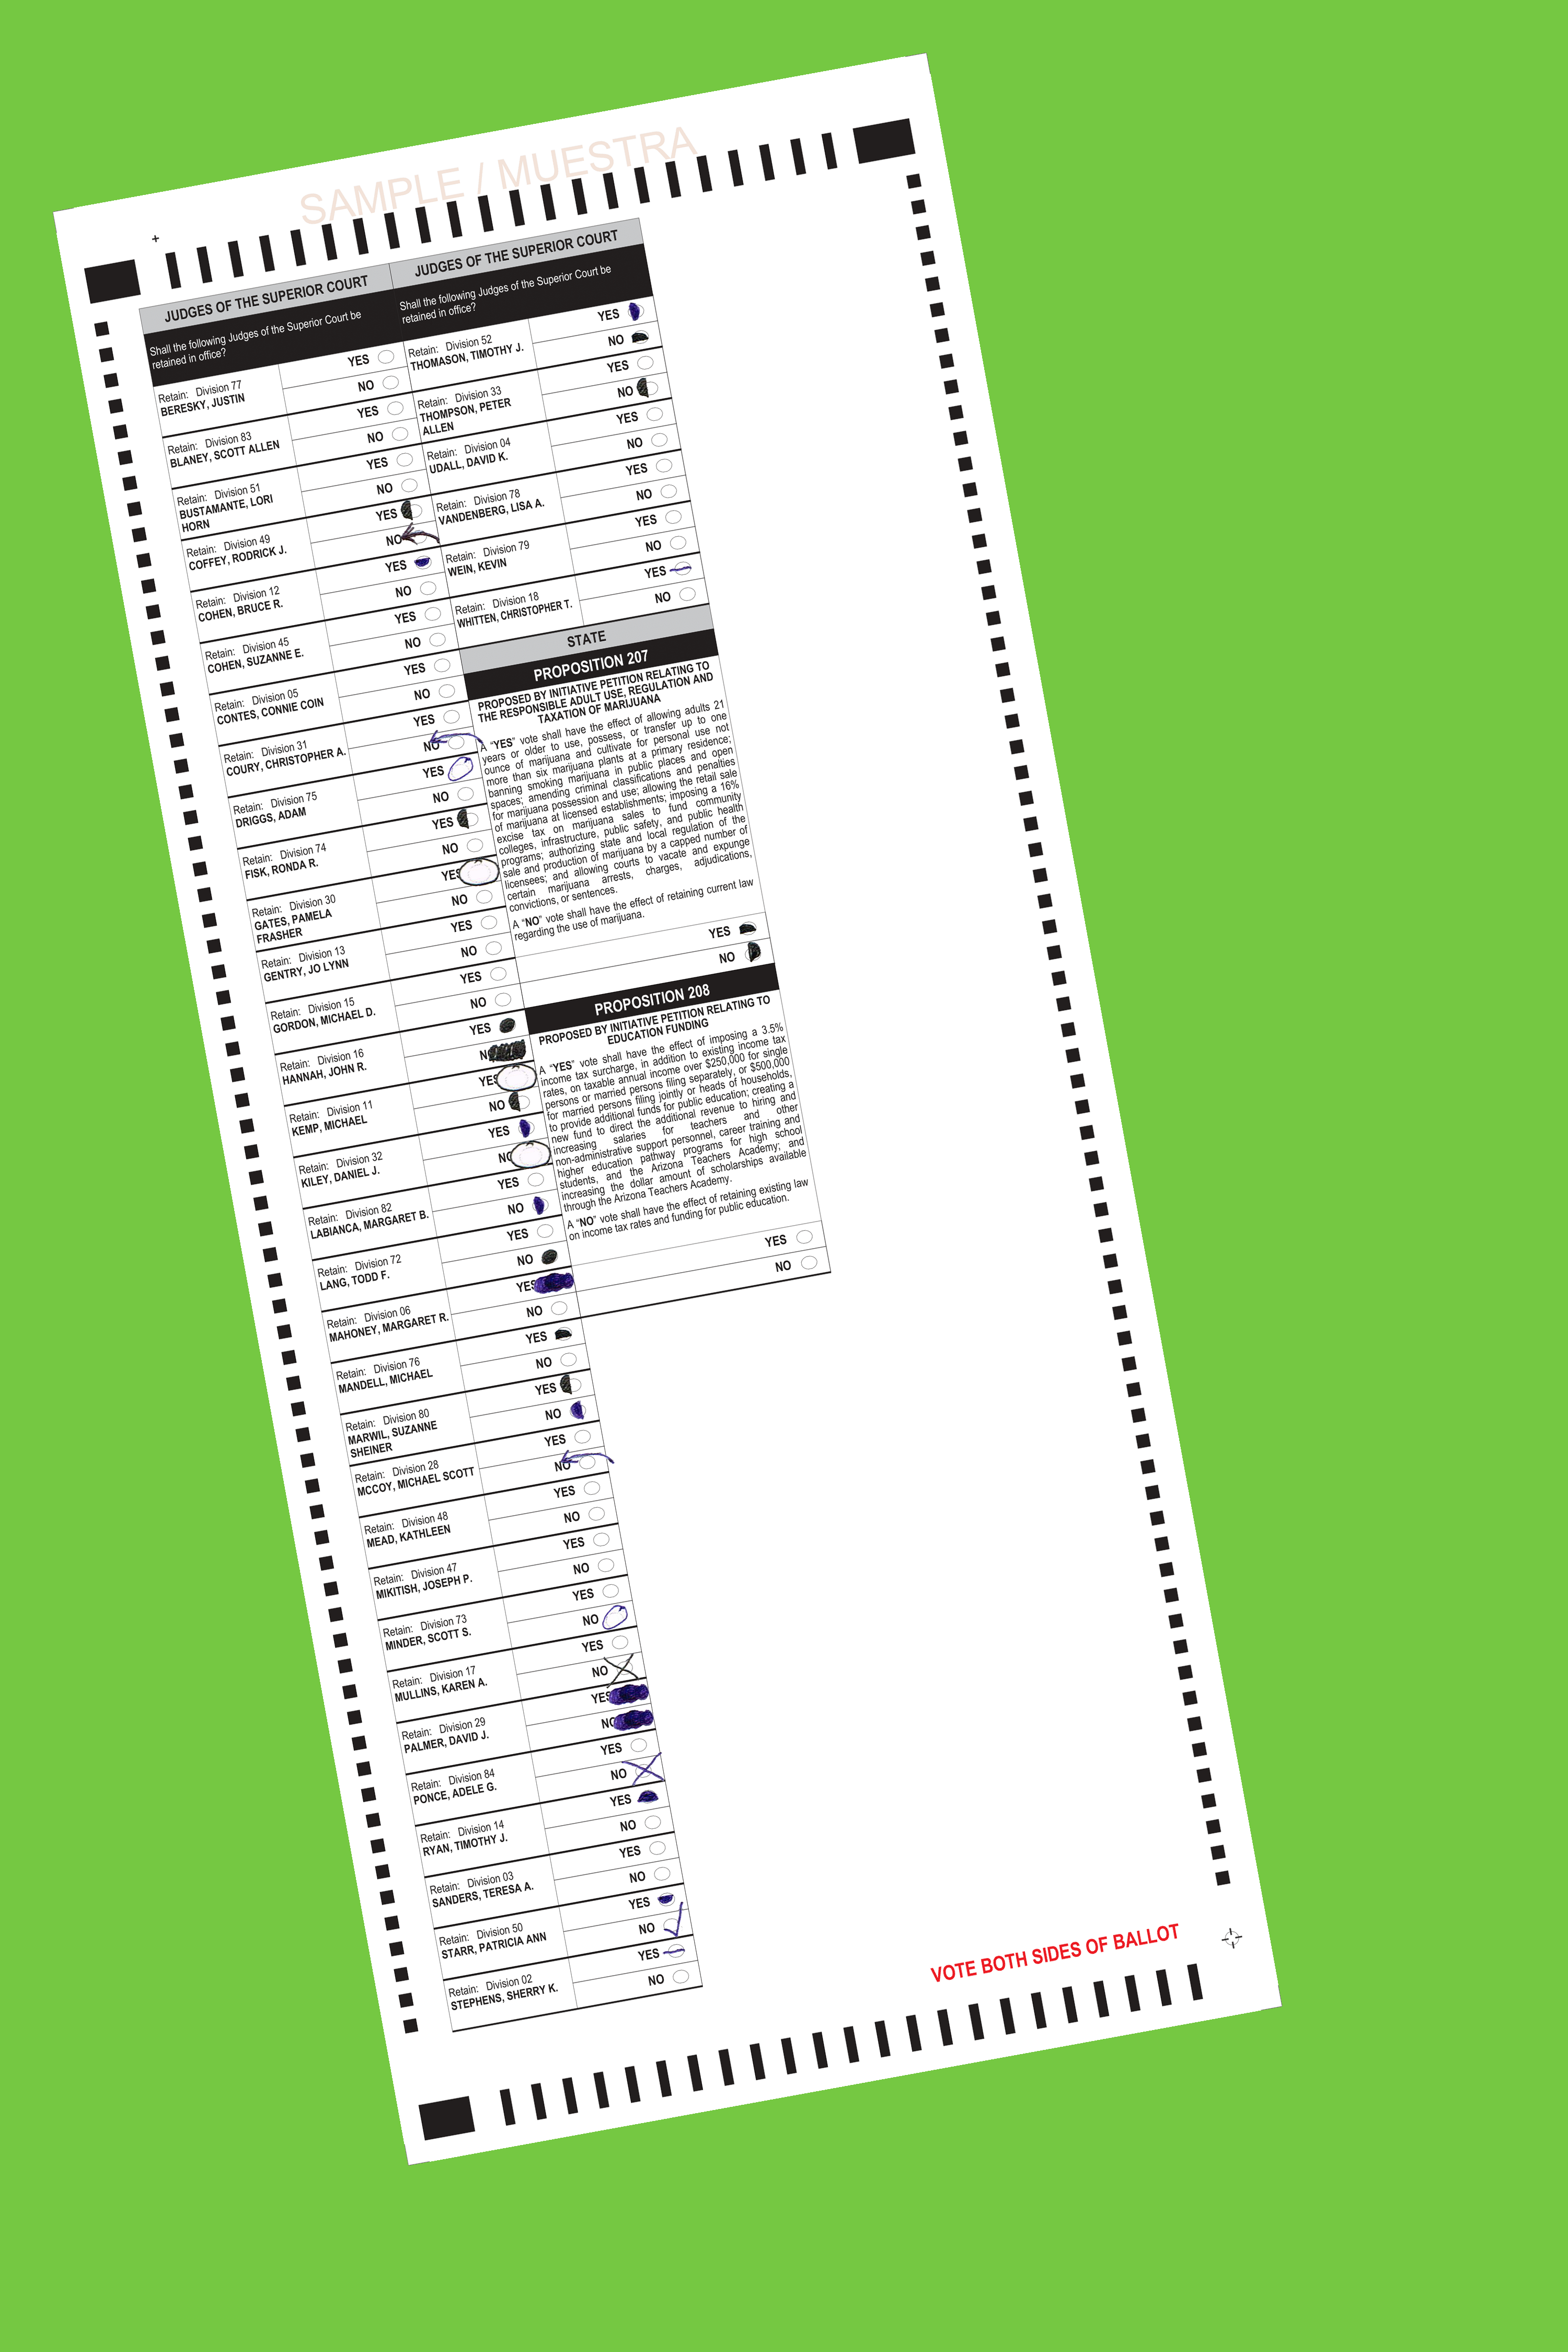 SAMPLE / MUESTRA
JUDGES OF THE SUPERIOR COURT
Shall the following Judges of the Superior Court be
retained in office?
Retain: Division 77
BERESKY, JUSTIN
YES
NO
Retain: Division 83
BLANEY, SCOTT ALLEN
YES
NO
Retain: Division 51
BUSTAMANTE, LORI
HORN
YES
NO
Retain: Division 49
COFFEY, RODRICK J.
YES
NO
Retain: Division 12
COHEN, BRUCE R.
YES
NO
Retain: Division 45
COHEN, SUZANNE E.
YES
NO
Retain: Division 05
CONTES, CONNIE COIN
YES
NO
Retain: Division 31
COURY, CHRISTOPHER A.
YES
NO
Retain: Division 75
DRIGGS, ADAM
YES
NO
Retain: Division 74
FISK, RONDA R.
YES
NO
Retain: Division 30
GATES, PAMELA
FRASHER
YES
NO
Retain: Division 13
GENTRY, JO LYNN
YES
NO
Retain: Division 15
GORDON, MICHAEL D.
YES
NO
Retain: Division 16
HANNAH, JOHN R.
YES
NO
Retain: Division 11
KEMP, MICHAEL
YES
NO
Retain: Division 32
KILEY, DANIEL J.
YES
NO
Retain: Division 82
LABIANCA, MARGARET B.
YES
NO
Retain: Division 72
LANG, TODD F.
YES
NO
Retain: Division 06
MAHONEY, MARGARET R.
YES
NO
Retain: Division 76
MANDELL, MICHAEL
YES
NO
Retain: Division 80
MARWIL, SUZANNE
SHEINER
YES
NO
Retain: Division 28
MCCOY, MICHAEL SCOTT
YES
NO
Retain: Division 48
MEAD, KATHLEEN
YES
NO
Retain: Division 47
MIKITISH, JOSEPH P.
YES
NO
Retain: Division 73
MINDER, SCOTT S.
YES
NO
Retain: Division 17
MULLINS, KAREN A.
YES
NO
Retain: Division 29
PALMER, DAVID J.
YES
NO
Retain: Division 84
PONCE, ADELE G.
YES
NO
Retain: Division 14
RYAN, TIMOTHY J.
YES
NO
Retain: Division 03
SANDERS, TERESA A.
YES
NO
Retain: Division 50
STARR, PATRICIA ANN
YES
NO
Retain: Division 02
STEPHENS, SHERRY K.
YES
NO
JUDGES OF THE SUPERIOR COURT
Shall the following Judges of the Superior Court be
retained in office?
Retain: Division 52
THOMASON, TIMOTHY J.
YES
NO
Retain: Division 33
THOMPSON, PETER
ALLEN
YES
NO
Retain: Division 04
UDALL, DAVID K.
YES
NO
Retain: Division 78
VANDENBERG, LISA A.
YES
NO
Retain: Division 79
WEIN, KEVIN
YES
NO
Retain: Division 18
WHITTEN, CHRISTOPHER T.
YES
NO
STATE
PROPOSITION 207
PROPOSED BY INITIATIVE PETITION RELATING TO
THE RESPONSIBLE ADULT USE, REGULATION AND
TAXATION OF MARIJUANA
A “YES” vote shall have the effect of allowing adults 21
years or older to use, possess, or transfer up to one
ounce of marijuana and cultivate for personal use not
more than six marijuana plants at a primary residence;
banning smoking marijuana in public places and open
spaces; amending criminal classifications and penalties
for marijuana possession and use; allowing the retail sale
of marijuana at licensed establishments; imposing a 16%
excise tax on marijuana sales to fund community
colleges, infrastructure, public safety, and public health
programs; authorizing state and local regulation of the
sale and production of marijuana by a capped number of
licensees; and allowing courts to vacate and expunge
certain marijuana arrests, charges, adjudications,
convictions, or sentences.
A “NO” vote shall have the effect of retaining current law
regarding the use of marijuana.
YES
NO
PROPOSITION 208
PROPOSED BY INITIATIVE PETITION RELATING TO
EDUCATION FUNDING
A “YES” vote shall have the effect of imposing a 3.5%
income tax surcharge, in addition to existing income tax
rates, on taxable annual income over $250,000 for single
persons or married persons filing separately, or $500,000
for married persons filing jointly or heads of households,
to provide additional funds for public education; creating a
new fund to direct the additional revenue to hiring and
increasing salaries for teachers and other
non-administrative support personnel, career training and
higher education pathway programs for high school
students, and the Arizona Teachers Academy; and
increasing the dollar amount of scholarships available
through the Arizona Teachers Academy.
A “NO” vote shall have the effect of retaining existing law
on income tax rates and funding for public education.
YES
NO
VOTE BOTH SIDES OF BALLOT